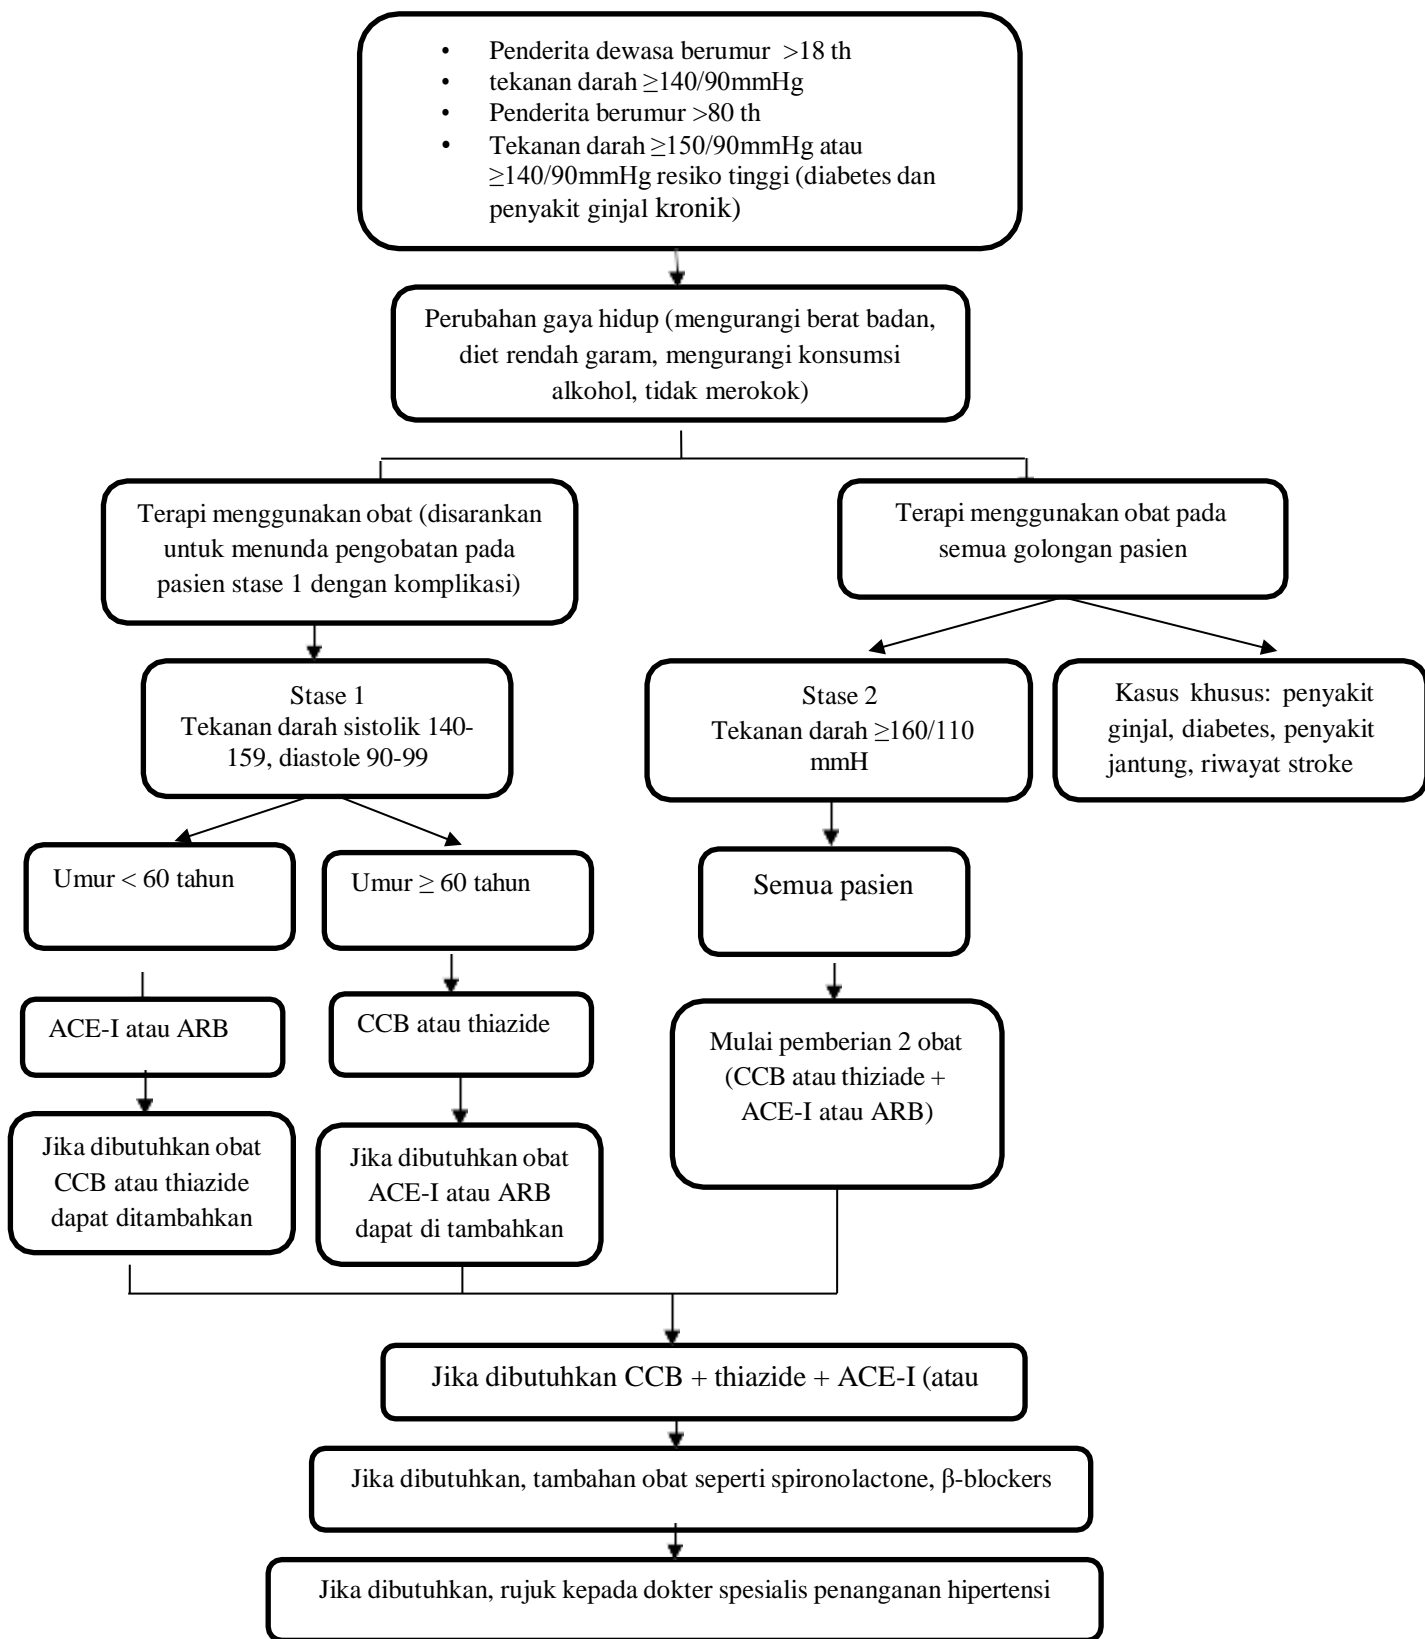 • Penderita dewasa berumur >18 th
• tekanan darah ≥140/90mmHg
• Penderita berumur >80 th
• Tekanan darah ≥150/90mmHg atau
≥140/90mmHg resiko tinggi (diabetes dan
penyakit ginjal kronik)
Perubahan gaya hidup (mengurangi berat badan,
diet rendah garam, mengurangi konsumsi
alkohol, tidak merokok)
Terapi menggunakan obat (disarankan
untuk menunda pengobatan pada
pasien stase 1 dengan komplikasi)
Terapi menggunakan obat pada
semua golongan pasien
Stase 1
Tekanan darah sistolik 140-
159, diastole 90-99
Stase 2
Tekanan darah ≥160/110
mmH
Kasus khusus: penyakit
ginjal, diabetes, penyakit
jantung, riwayat stroke
Umur < 60 tahun
Umur ≥ 60 tahun
Semua pasien
ACE-I atau ARB
CCB atau thiazide
Mulai pemberian 2 obat
(CCB atau thiziade +
ACE-I atau ARB)
Jika dibutuhkan obat
CCB atau thiazide
dapat ditambahkan
Jika dibutuhkan obat
ACE-I atau ARB
dapat di tambahkan
Jika dibutuhkan CCB + thiazide + ACE-I (atau
Jika dibutuhkan, tambahan obat seperti spironolactone, β-blockers
Jika dibutuhkan, rujuk kepada dokter spesialis penanganan hipertensi